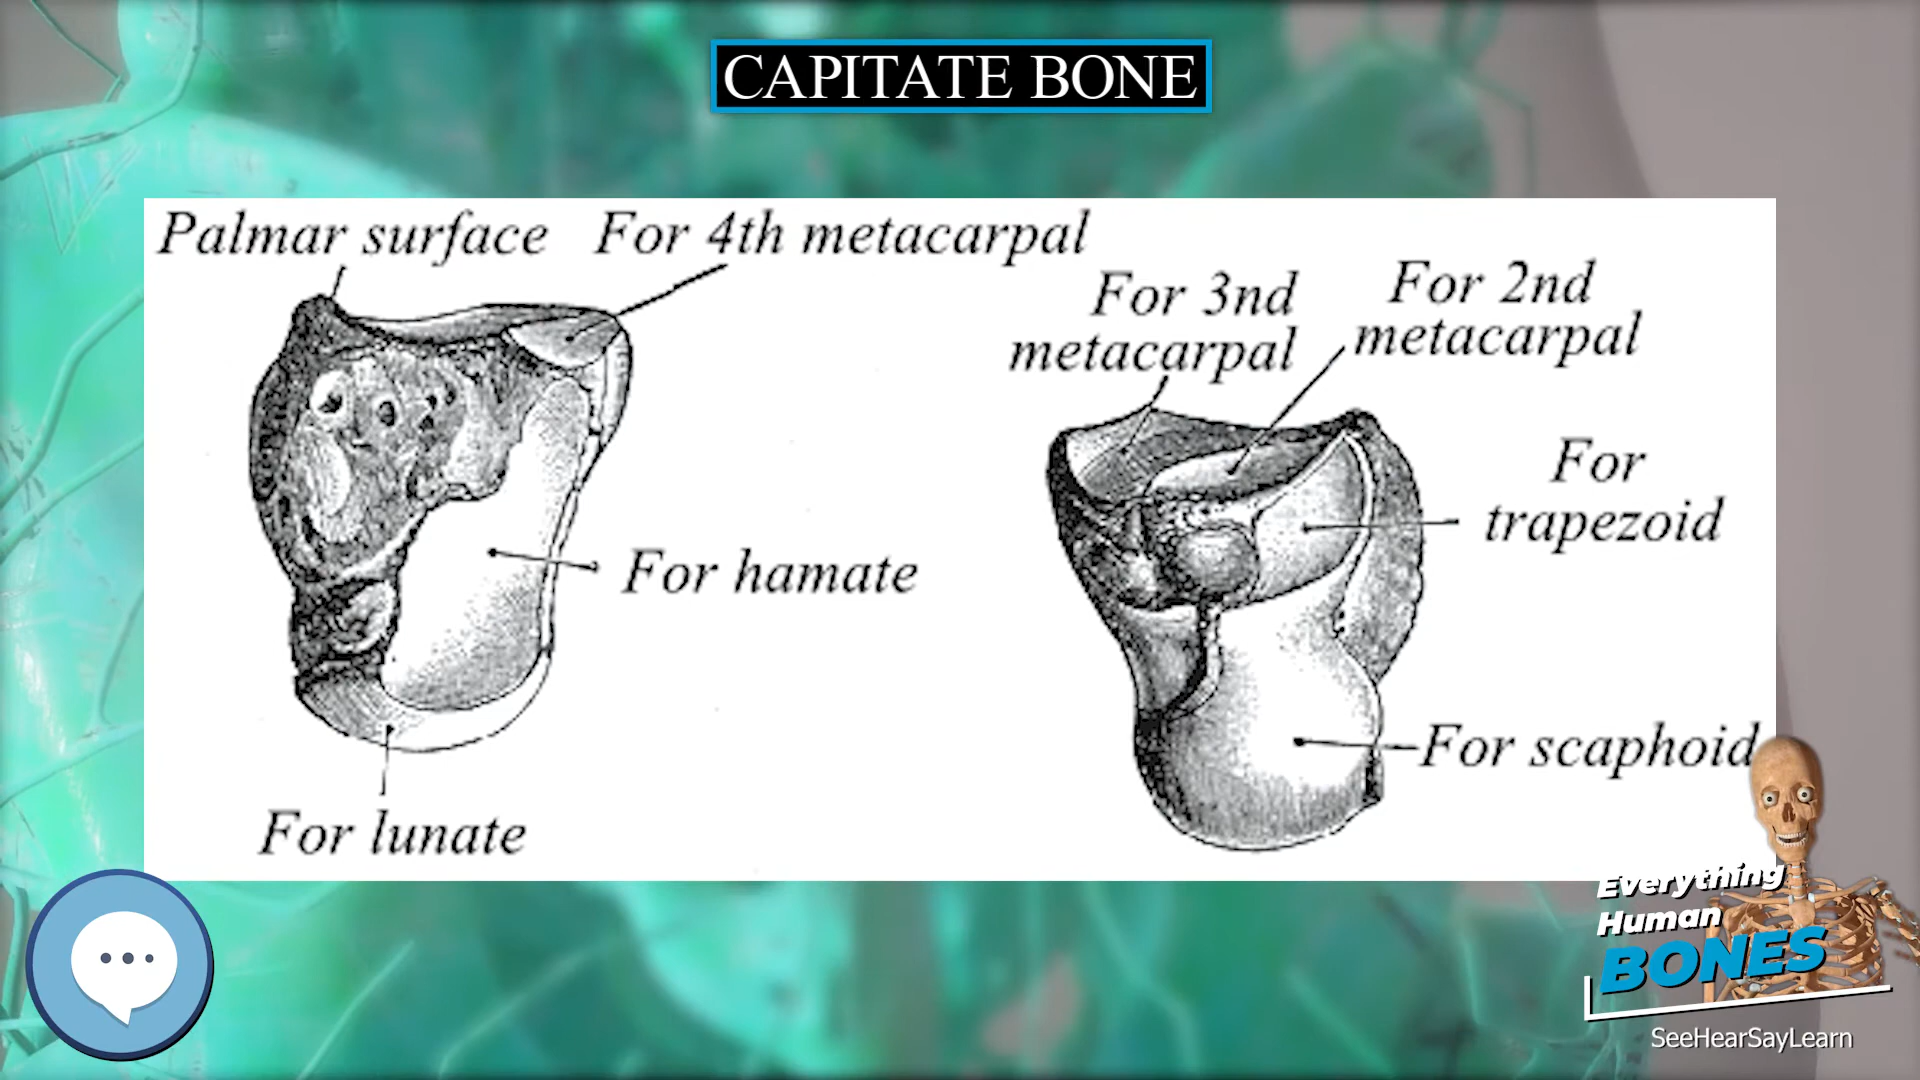 CAPITATE BONE
Palmar surface
For 4th metacarpal
For 3nd
metacarpal
For 2nd
metacarpal
For
trapezoid
For hamate
For scaphoid
For lunate
Everything
Human
BONES
SeeHearSayLearn